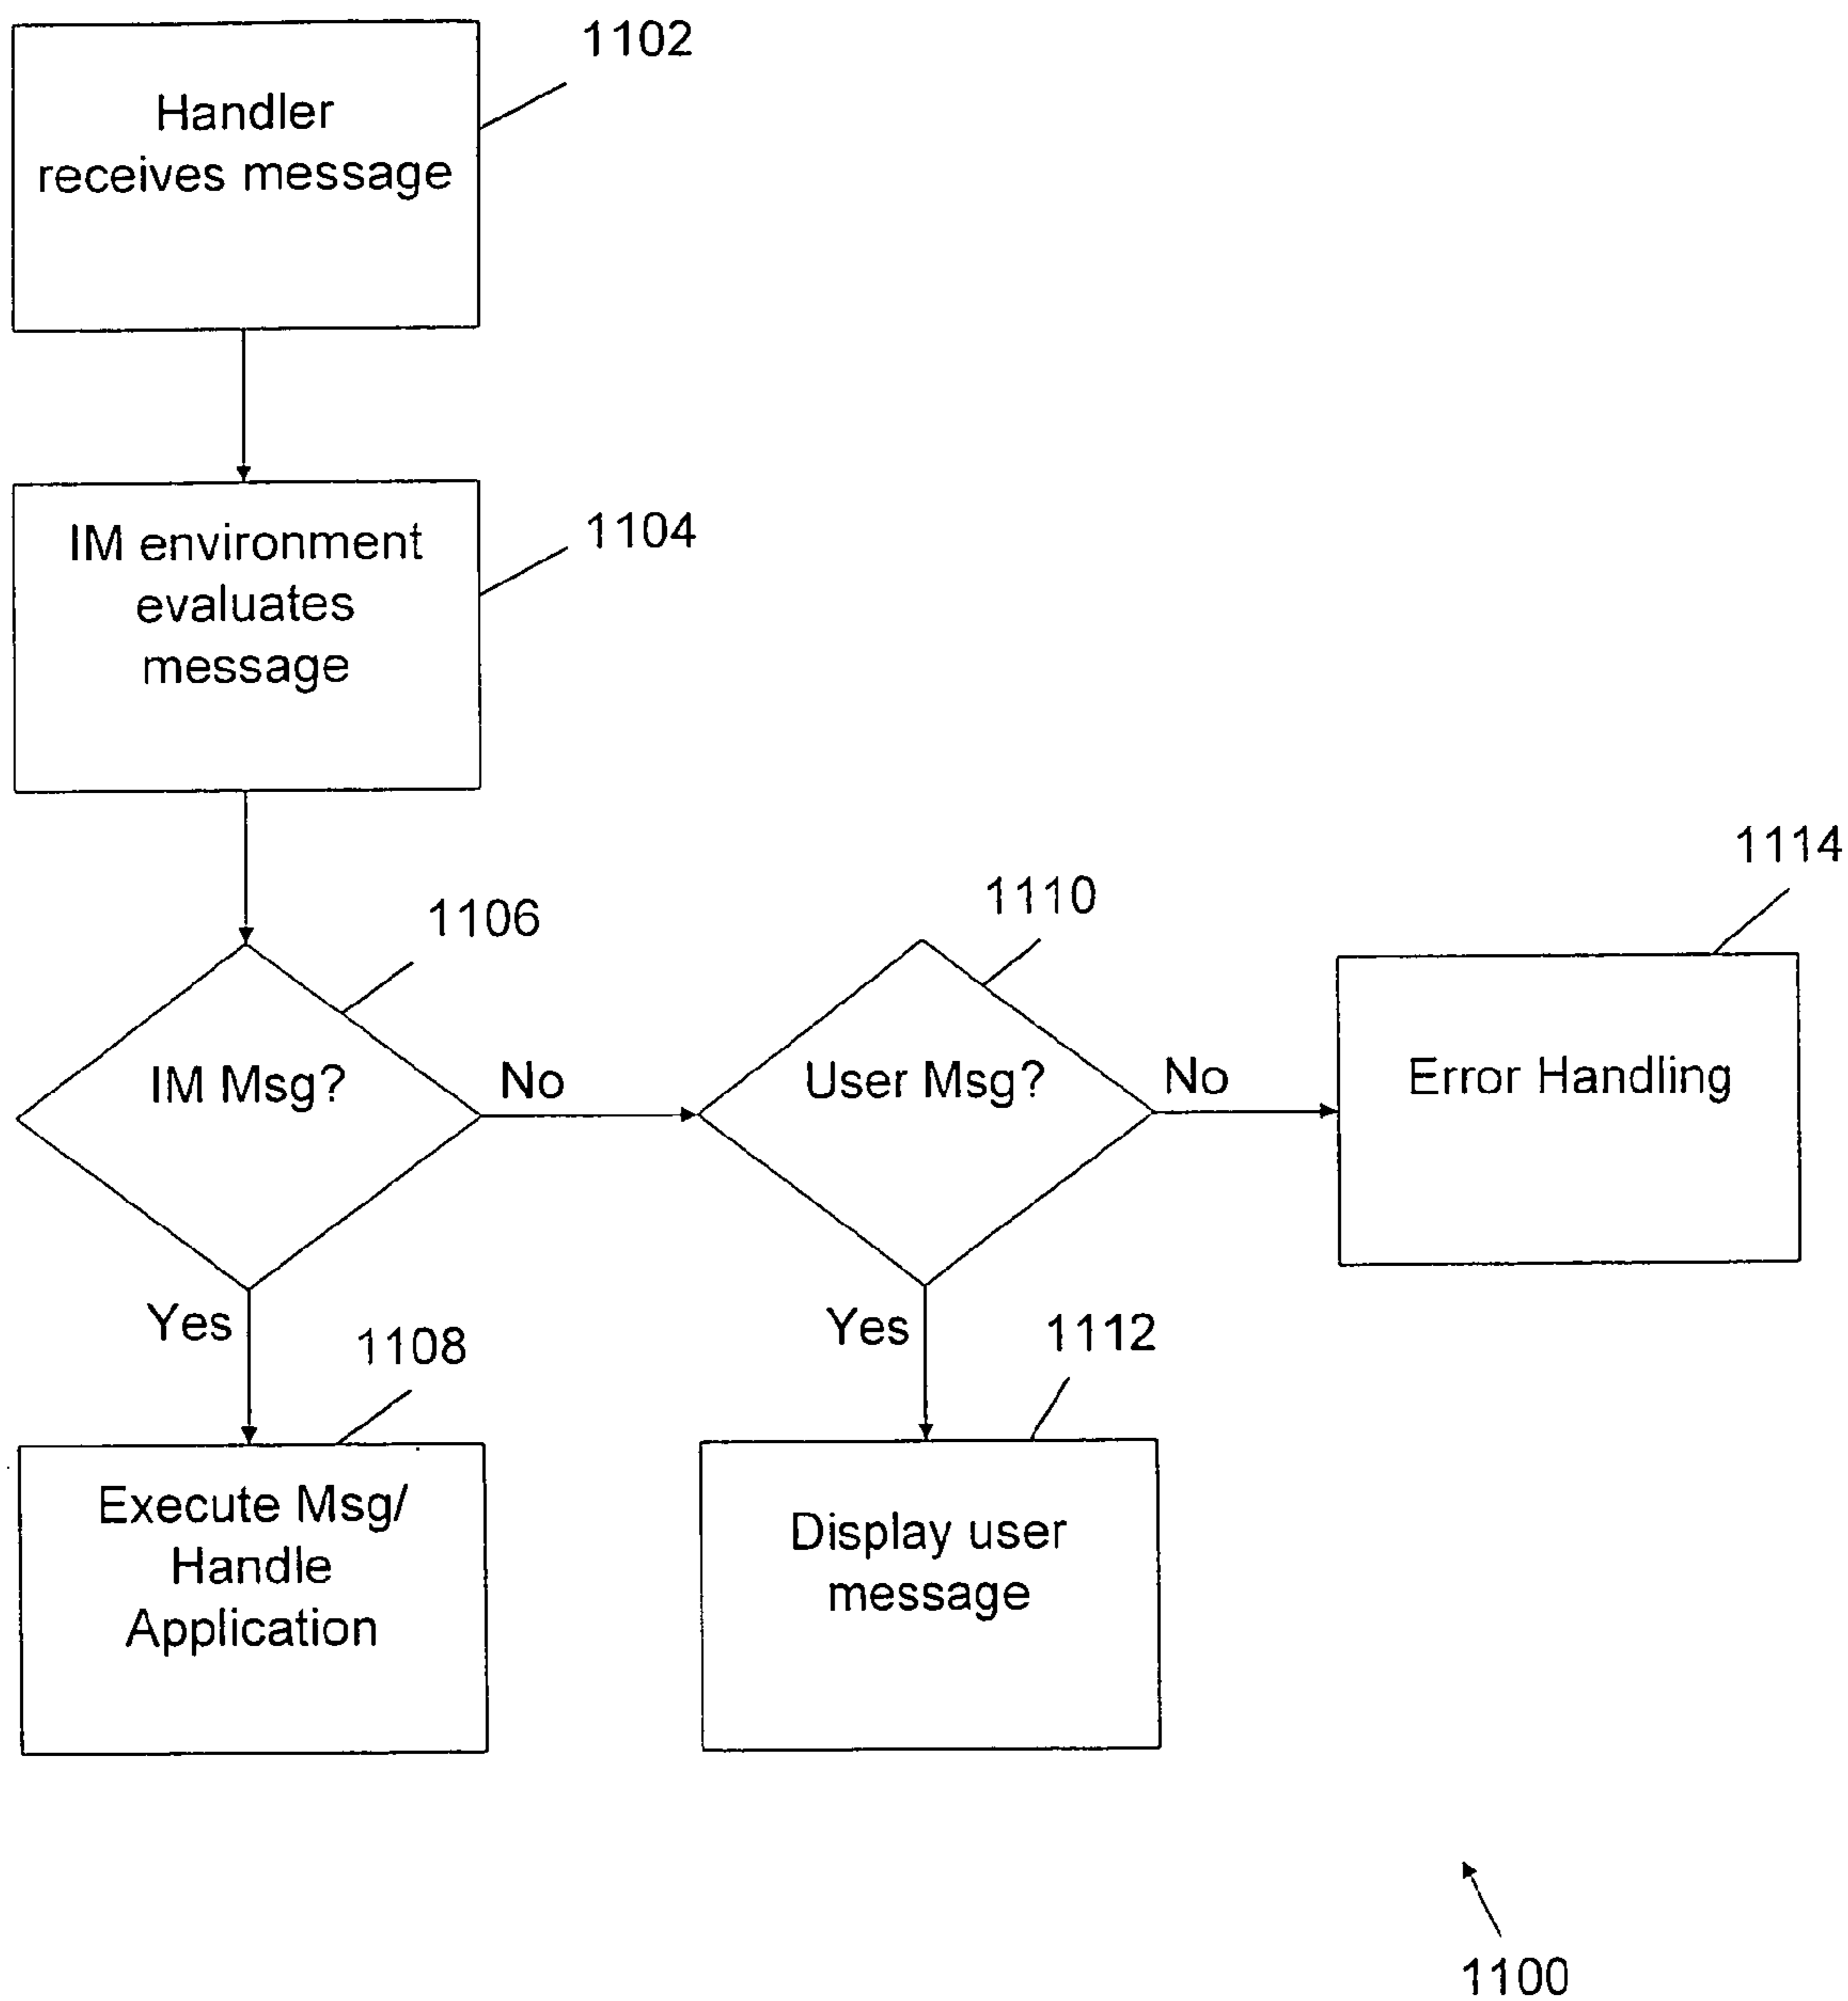 1102
Handler
receives message
1104
IM environment
evaluates
message
1106
IM Msg?
No
1110
User Msg?
No
1114
Error Handling
Yes
1108
Execute Msg/
Handle
Application
Yes
1112
Display user
message
1100